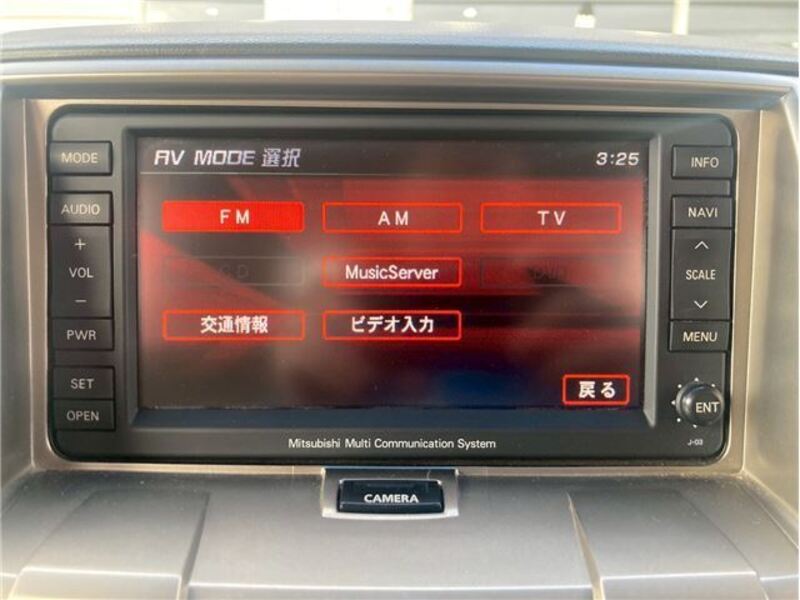 AV MODE 選択 3:25
FM AM TV
CD MusicServer DVD
交通情報 ビデオ入力
戻る
MODE
AUDIO
+
VOL
−
PWR
SET
OPEN
INFO
NAVI
SCALE
MENU
ENT
J-03
Mitsubishi Multi Communication System
CAMERA